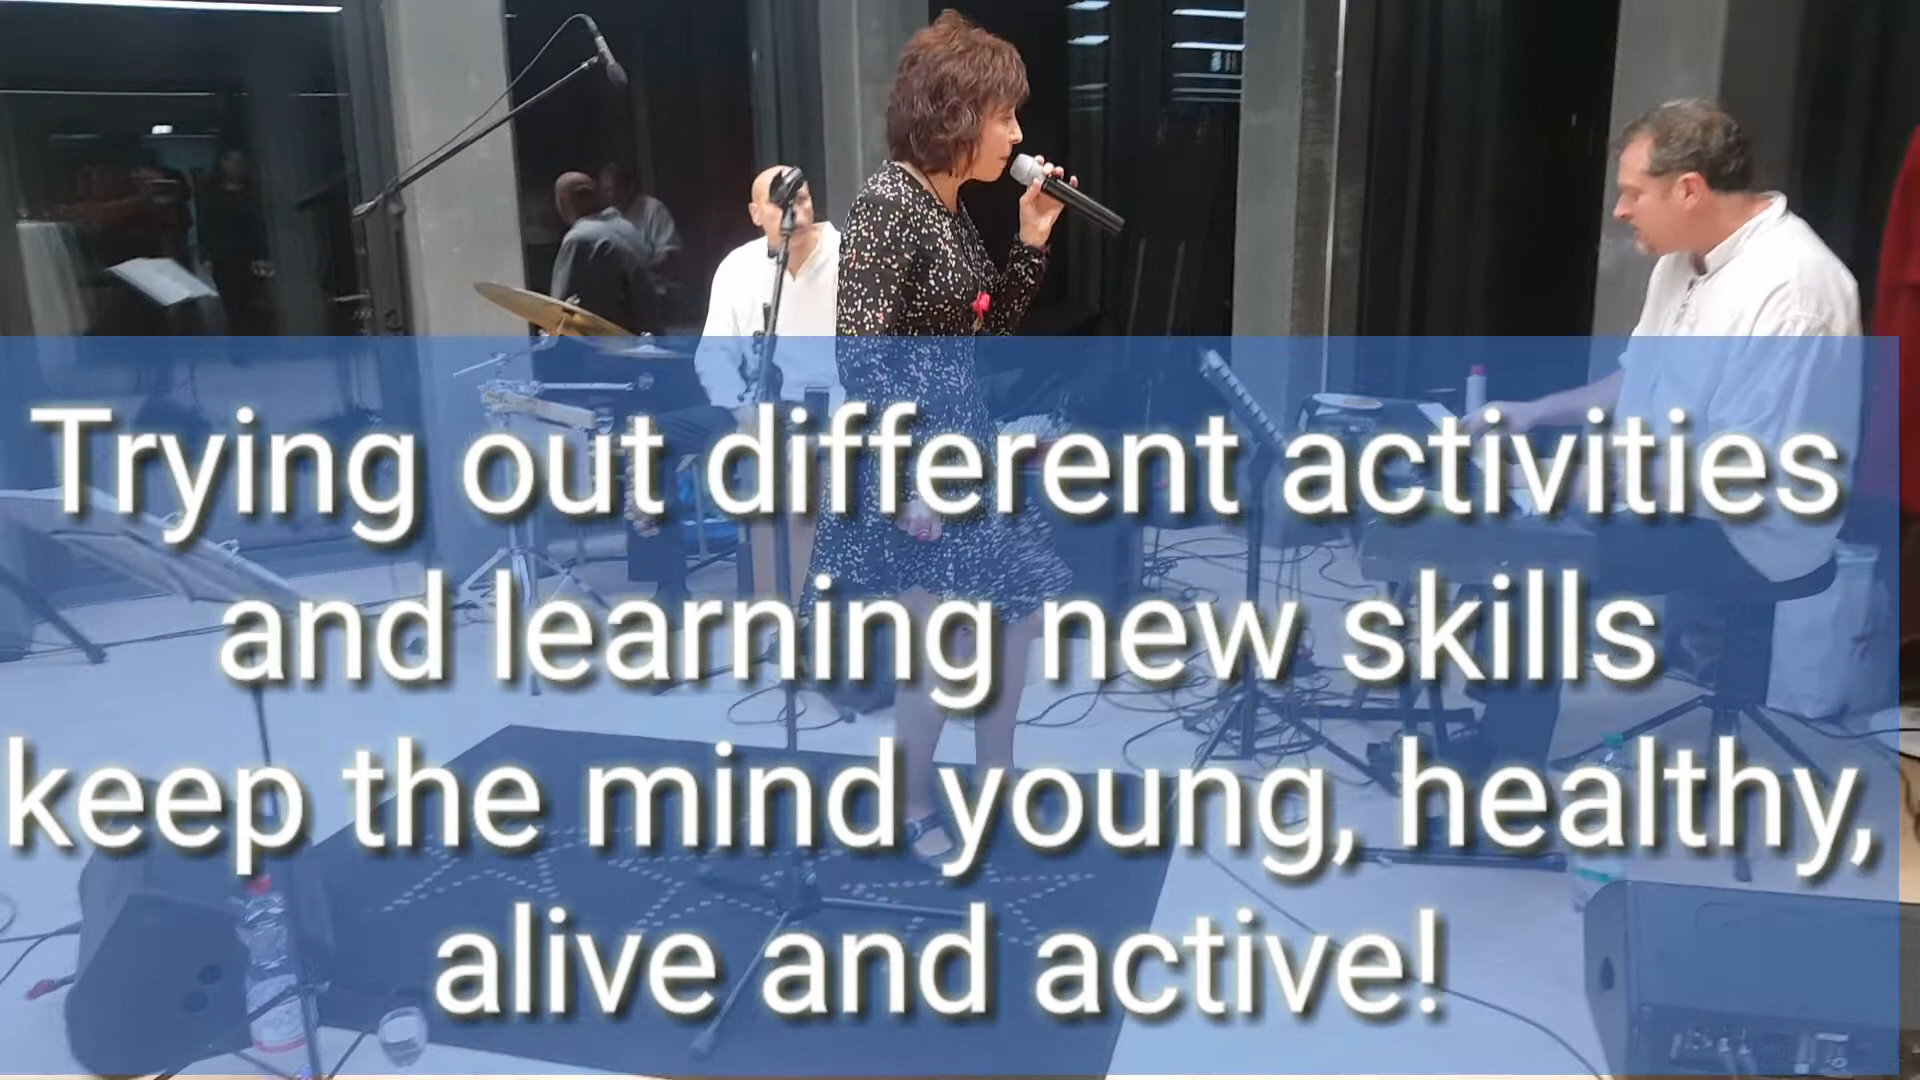 Trying out different activities
and learning new skills
keep the mind young, healthy,
alive and active!